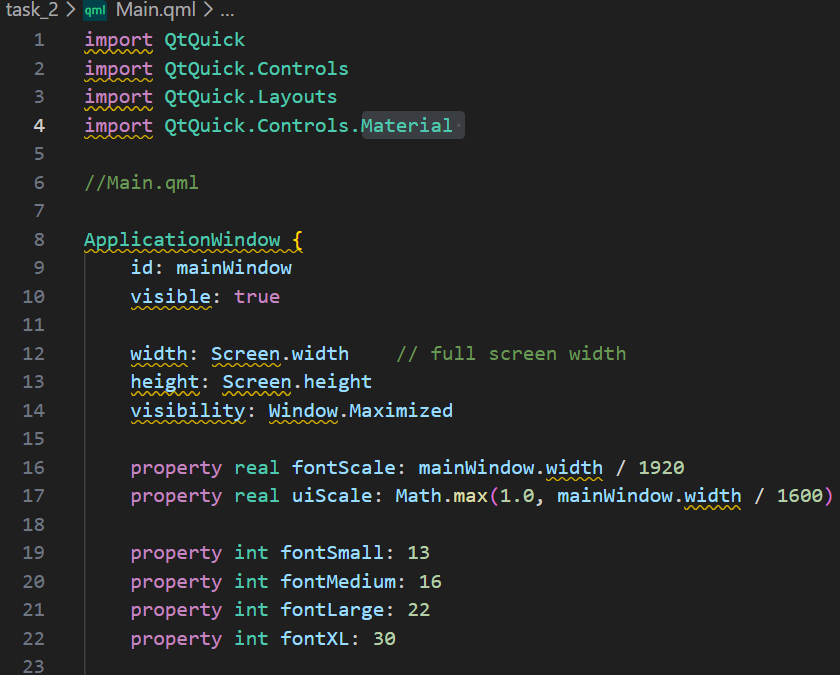 task_2 > qml Main.qml > ...
1 import QtQuick
2 import QtQuick.Controls
3 import QtQuick.Layouts
4 import QtQuick.Controls.Material
5
6 //Main.qml
7
8 ApplicationWindow {
9 id: mainWindow
10 visible: true
11
12 width: Screen.width // full screen width
13 height: Screen.height
14 visibility: Window.Maximized
15
16 property real fontScale: mainWindow.width / 1920
17 property real uiScale: Math.max(1.0, mainWindow.width / 1600)
18
19 property int fontSmall: 13
20 property int fontMedium: 16
21 property int fontLarge: 22
22 property int fontXL: 30
23